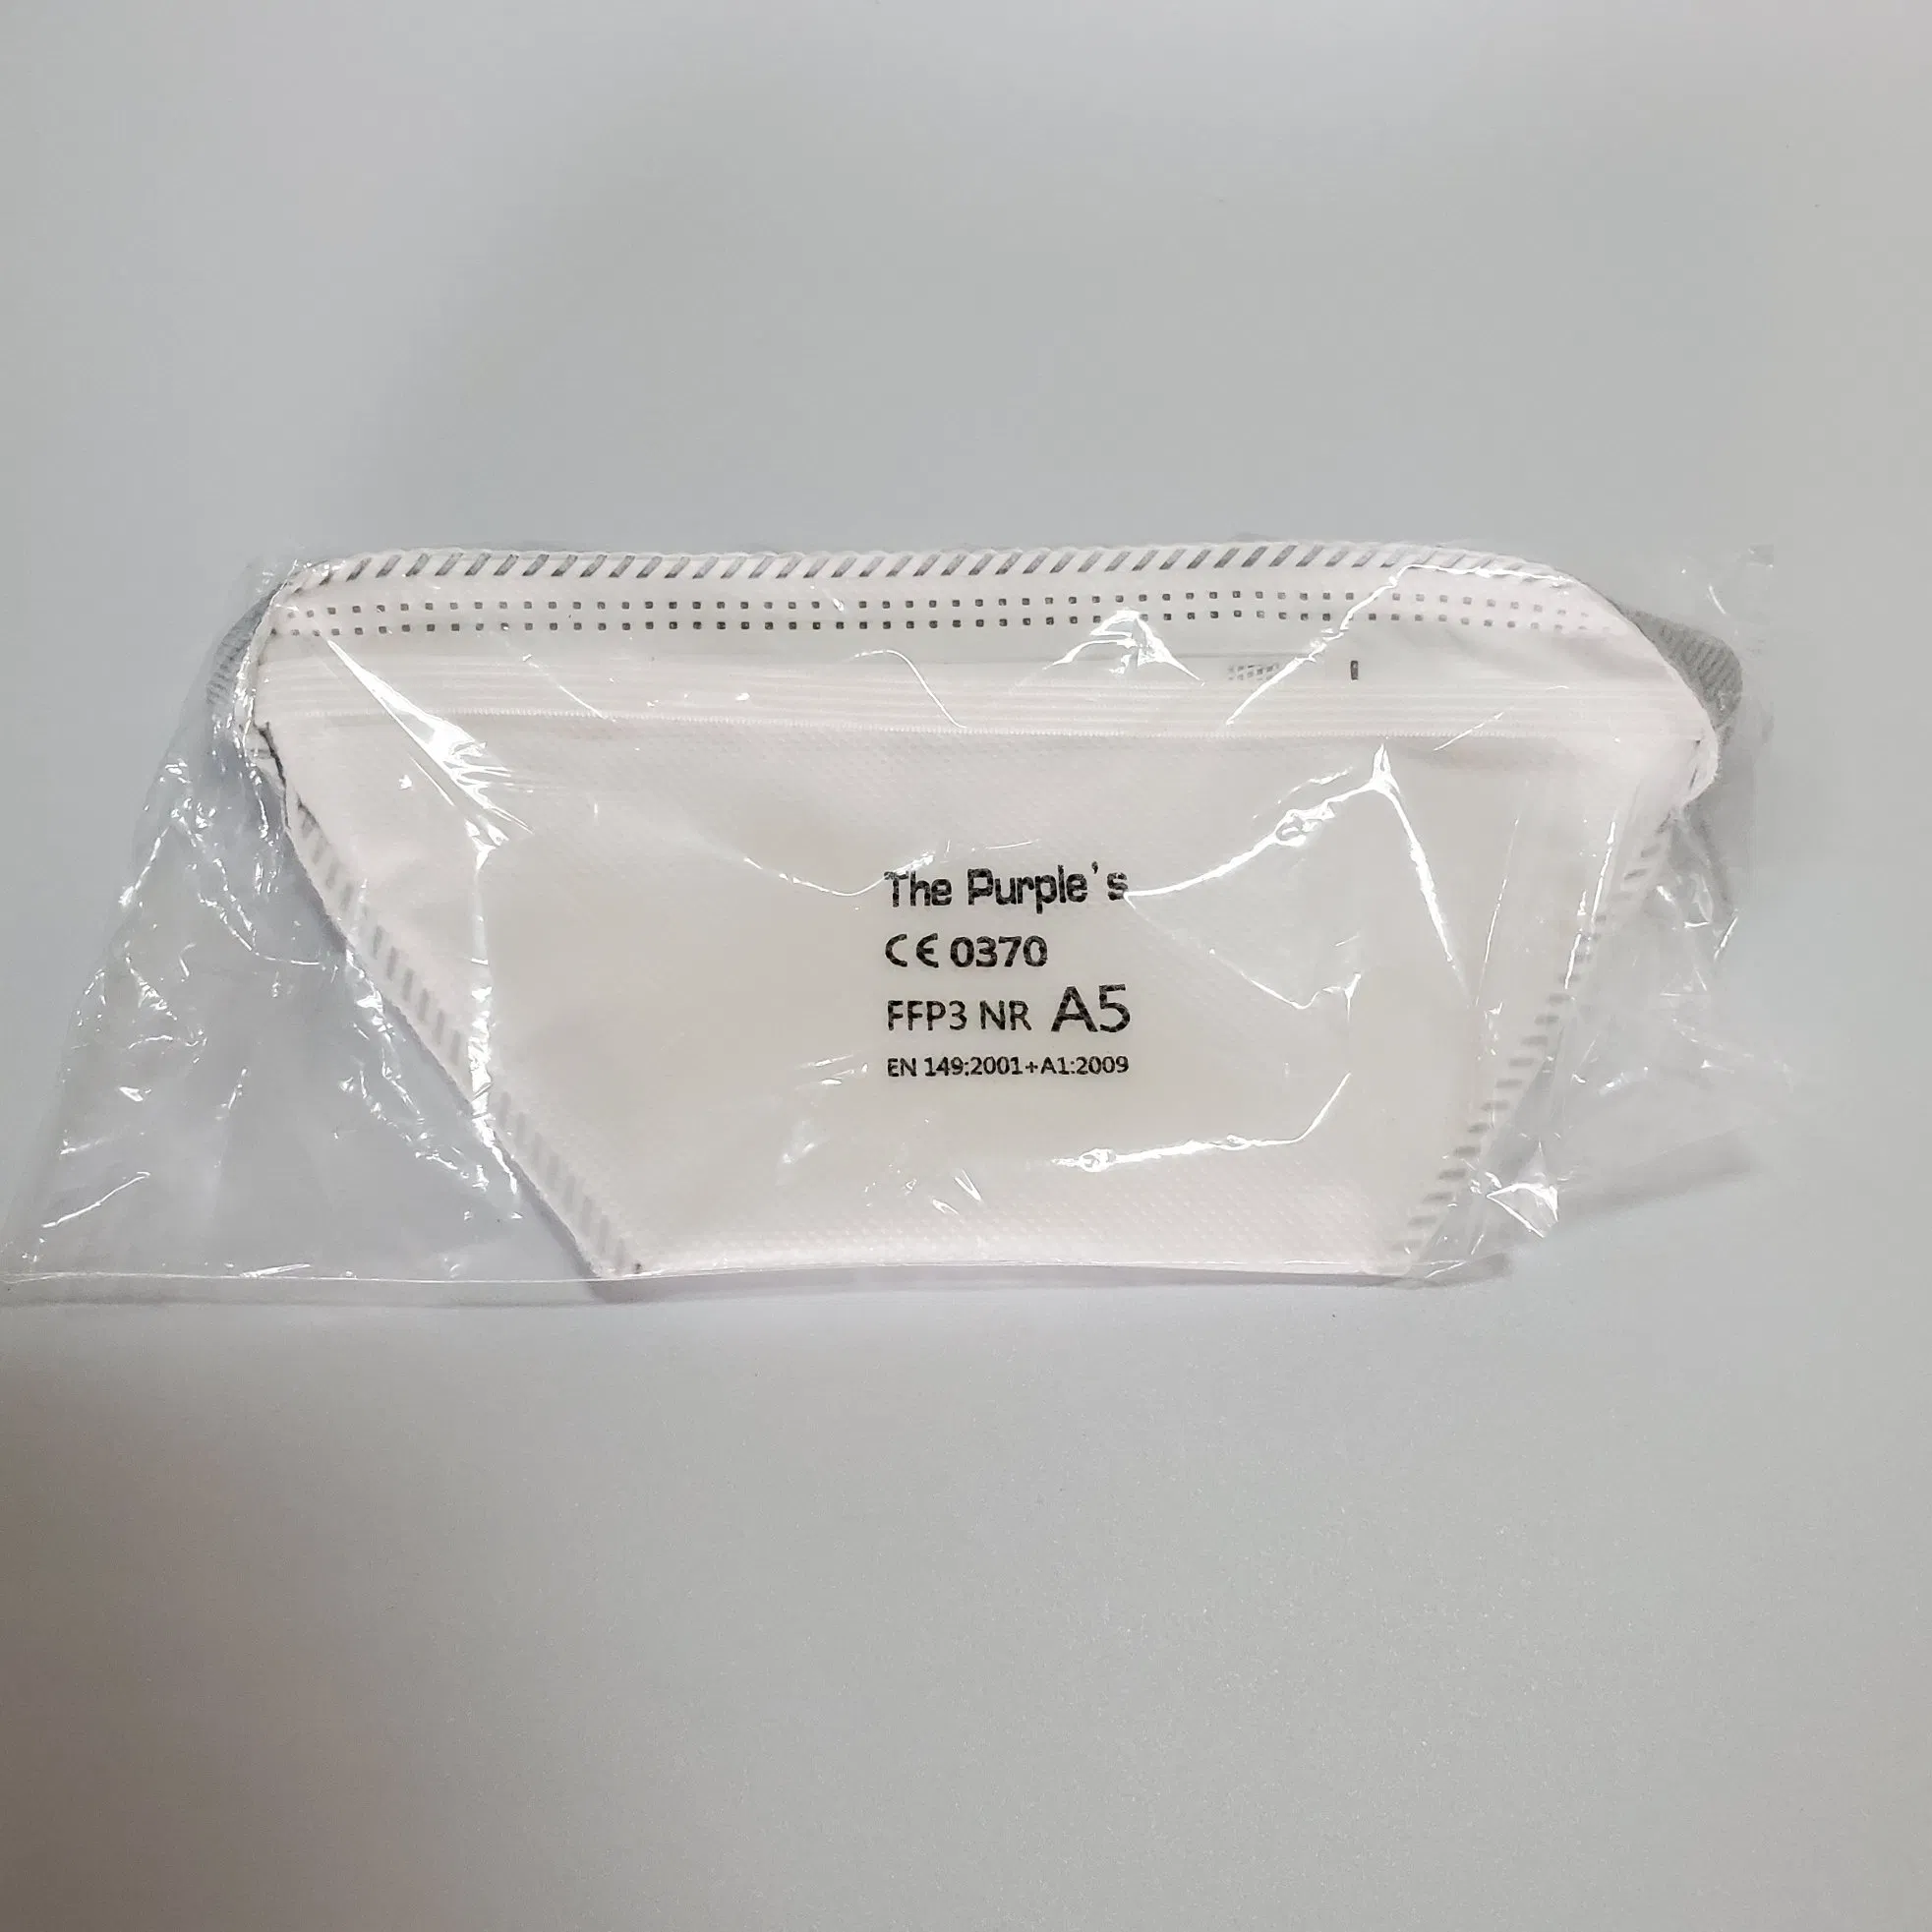 The Purple's
CE 0370
FFP3 NR A5
EN 149:2001+A1:2009